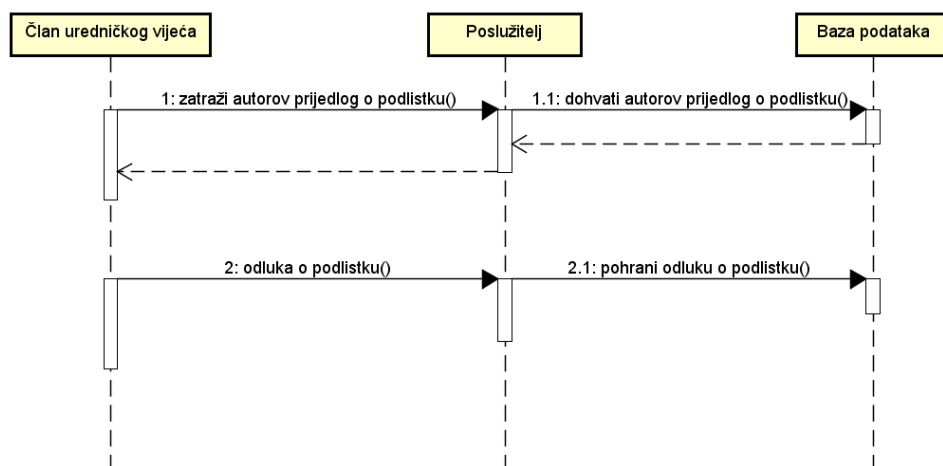 Član uredničkog vijeća
Poslužitelj
Baza podataka
1: zatraži autorov prijedlog o podlistku()
1.1: dohvati autorov prijedlog o podlistku()
2: odluka o podlistku()
2.1: pohrani odluku o podlistku()